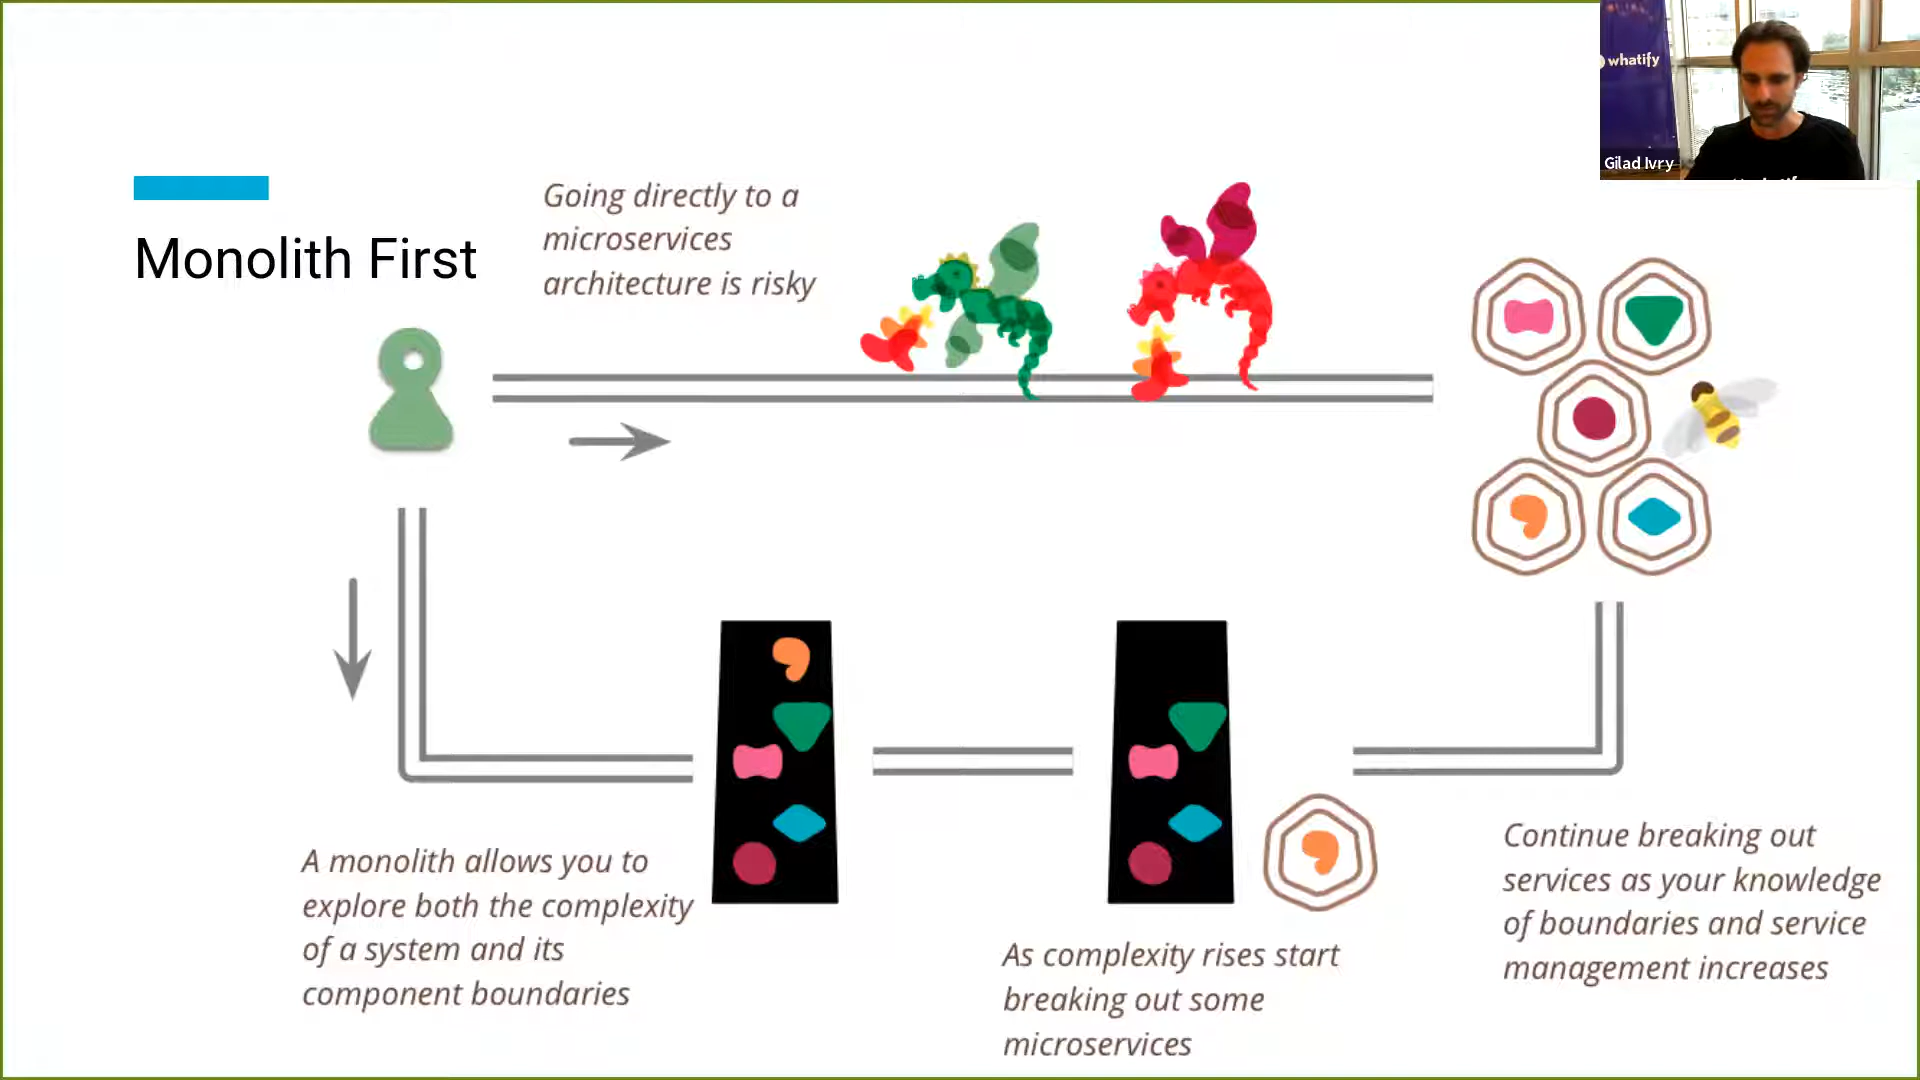 whatify
Gilad Ivry
Monolith First
Going directly to a
microservices
architecture is risky
A monolith allows you to
explore both the complexity
of a system and its
component boundaries
As complexity rises start
breaking out some
microservices
Continue breaking out
services as your knowledge
of boundaries and service
management increases